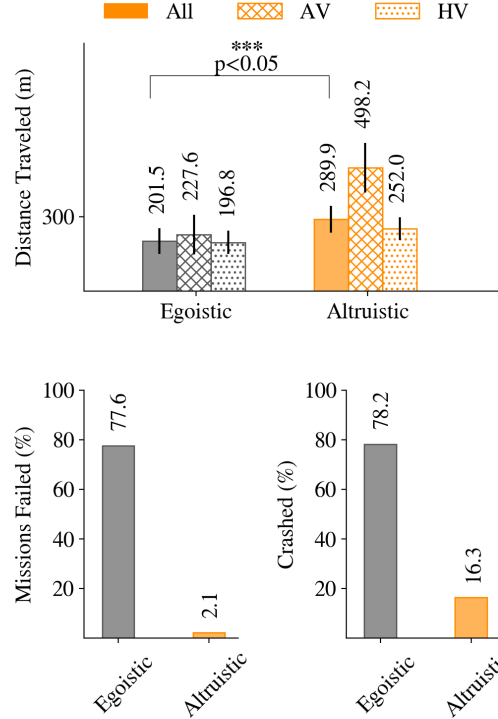 All AV HV
***
p<0.05
Distance Traveled (m)
300
201.5 227.6 196.8 289.9 498.2 252.0
Egoistic Altruistic
Missions Failed (%)
100
80
60
40
20
77.6
2.1
Egoistic Altruistic
Crashed (%)
100
80
60
40
20
78.2
16.3
Egoistic Altruistic